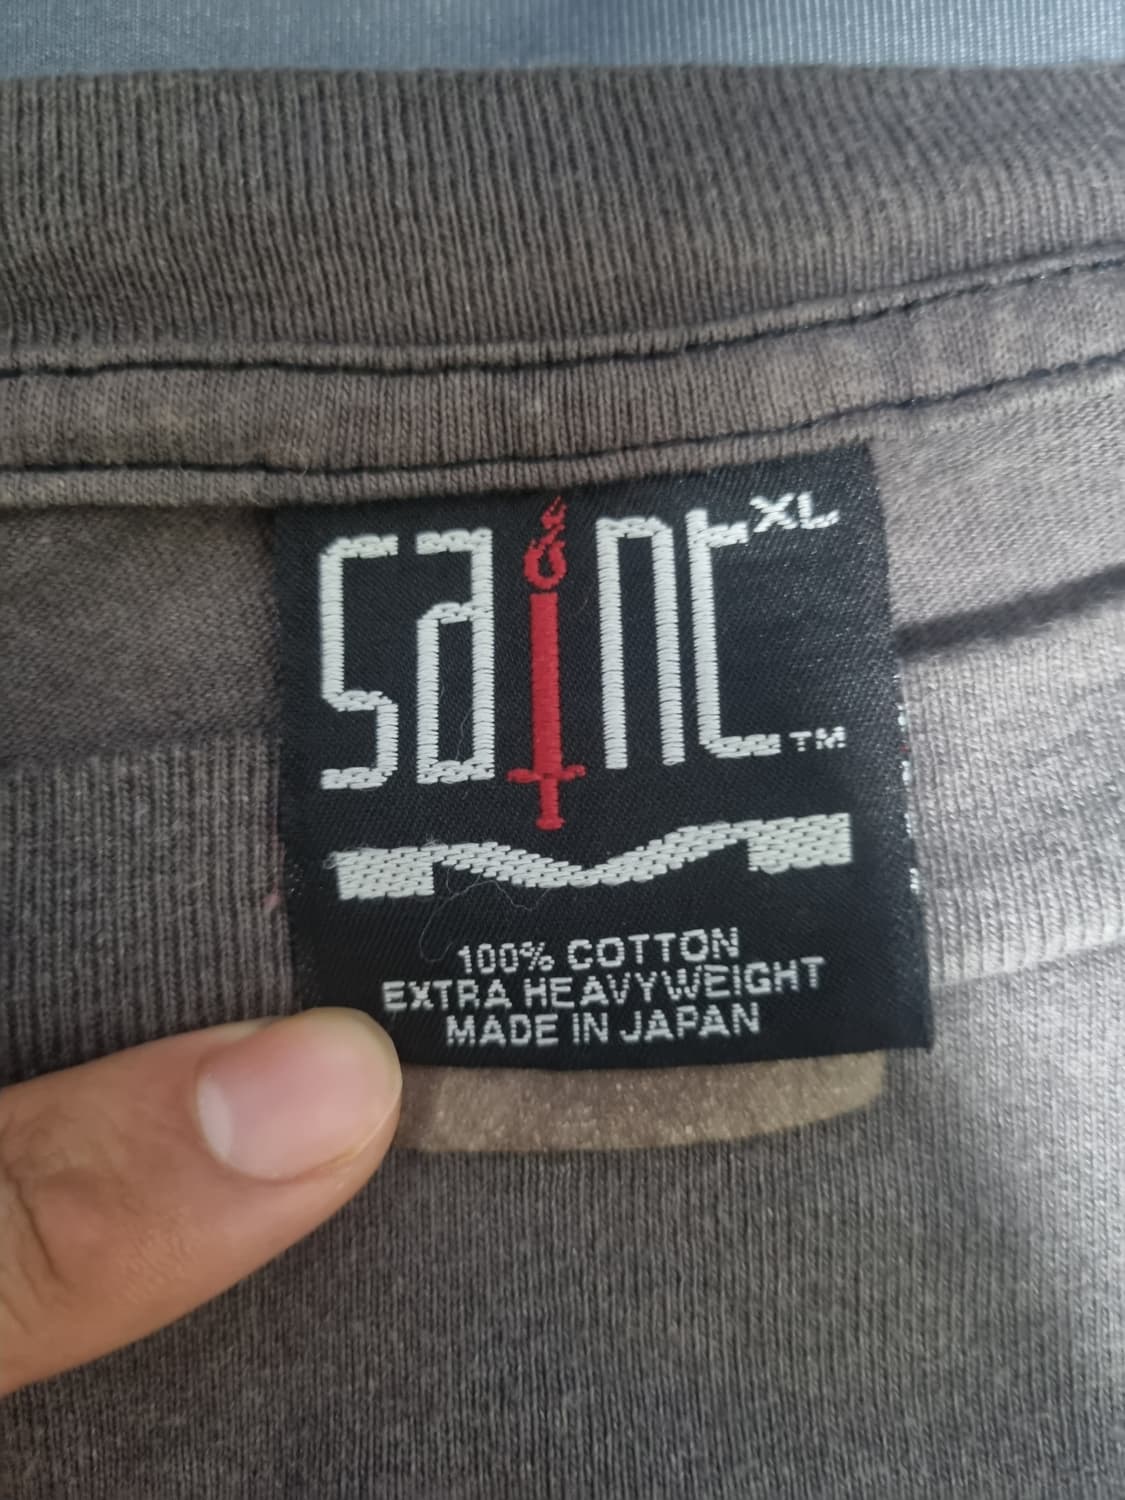 saint XL
TM
100% COTTON
EXTRA HEAVYWEIGHT
MADE IN JAPAN